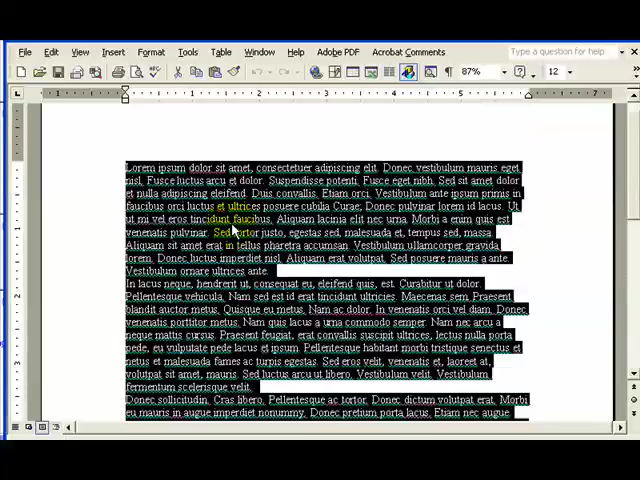 File Edit View Insert Format Tools Table Window Help Adobe PDF Acrobat Comments Type a question for help
87% 12
1 1 2 3 4 5 7
Lorem ipsum dolor sit amet, consectetuer adipiscing elit. Donec vestibulum mauris eget
nisl. Fusce luctus arcu et dolor. Suspendisse potenti. Fusce eget nibh. Sed sit amet dolor
et nulla adipiscing eleifend. Duis convallis. Etiam orci. Vestibulum ante ipsum primis in
faucibus orci luctus et ultrices posuere cubilia Curae; Donec pulvinar lorem id lacus. Ut
ut mi vel eros tincidunt faucibus. Aliquam lacinia elit nec urna. Morbi a enim quis est
venenatis pulvinar. Sed tortor justo, egestas sed, malesuada et, tempus sed, massa.
Aliquam sit amet erat in tellus pharetra accumsan. Vestibulum ullamcorper gravida
lorem. Donec luctus imperdiet nisl. Aliquam erat volutpat. Sed posuere mauris a ante.
Vestibulum ornare ultrices ante.
In lacus neque, hendrerit ut, consequat eu, eleifend quis, est. Curabitur ut dolor.
Pellentesque vehicula. Nam sed est id erat tincidunt ultricies. Maecenas sem. Praesent
blandit auctor metus. Quisque eu metus. Nam ac dolor. In venenatis orci vel diam. Donec
venenatis porttitor metus. Nam quis lacus a urna commodo semper. Nam nec arcu a
neque mattis cursus. Praesent feugiat, erat convallis suscipit ultrices, lectus nulla porta
pede, eu vulputate pede lacus et ipsum. Pellentesque habitant morbi tristique senectus et
netus et malesuada fames ac turpis egestas. Sed eros velit, venenatis et, laoreet at,
volutpat sit amet, mauris. Sed luctus arcu ut libero. Vestibulum velit. Vestibulum
fermentum scelerisque velit.
Donec sollicitudin. Cras libero. Pellentesque ac tortor. Donec dictum volutpat erat. Morbi
eu mauris in augue imperdiet nonummy. Donec pretium porta lacus. Etiam nec augue.